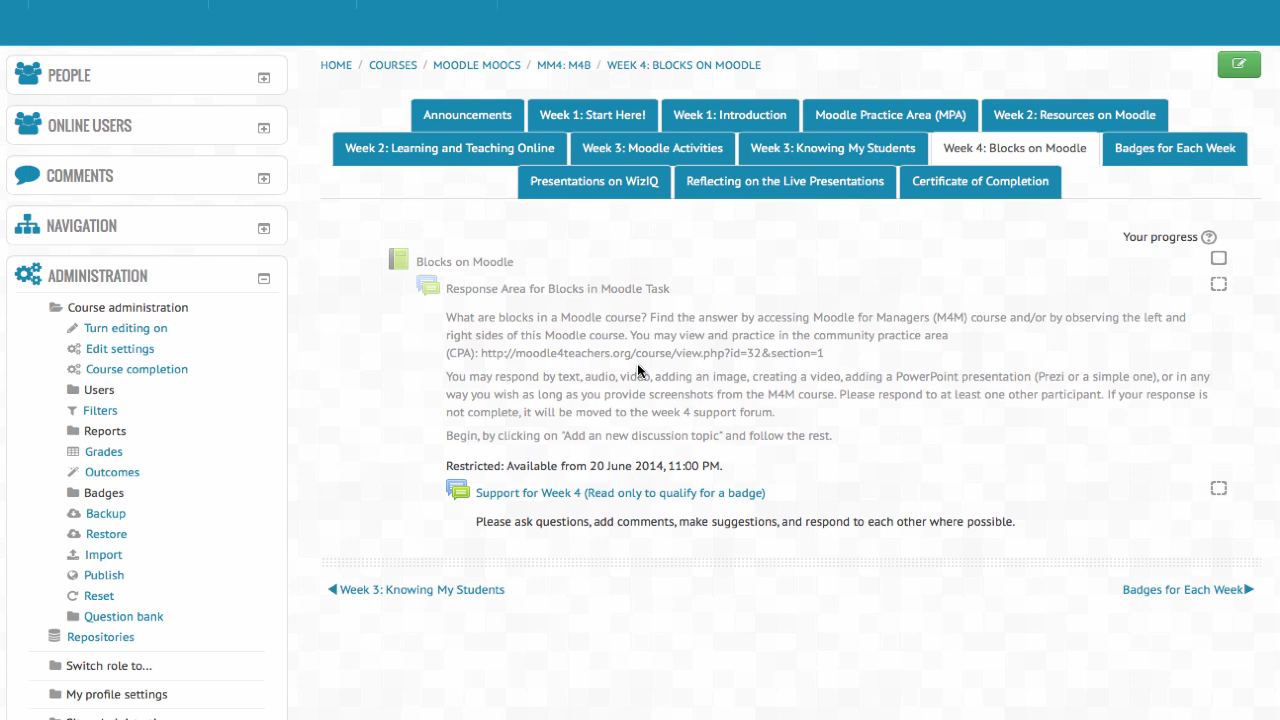 PEOPLE
ONLINE USERS
COMMENTS
NAVIGATION
ADMINISTRATION
Course administration
Turn editing on
Edit settings
Course completion
Users
Filters
Reports
Grades
Outcomes
Badges
Backup
Restore
Import
Publish
Reset
Question bank
Repositories
Switch role to...
My profile settings
HOME / COURSES / MOODLE MOOCS / MM4: M4B / WEEK 4: BLOCKS ON MOODLE
Announcements Week 1: Start Here! Week 1: Introduction Moodle Practice Area (MPA) Week 2: Resources on Moodle
Week 2: Learning and Teaching Online Week 3: Moodle Activities Week 3: Knowing My Students Week 4: Blocks on Moodle Badges for Each Week
Presentations on WizIQ Reflecting on the Live Presentations Certificate of Completion
Your progress
Blocks on Moodle
Response Area for Blocks in Moodle Task
What are blocks in a Moodle course? Find the answer by accessing Moodle for Managers (M4M) course and/or by observing the left and
right sides of this Moodle course. You may view and practice in the community practice area
(CPA): http://moodle4teachers.org/course/view.php?id=32&section=1
You may respond by text, audio, video, adding an image, creating a video, adding a PowerPoint presentation (Prezi or a simple one), or in any
way you wish as long as you provide screenshots from the M4M course. Please respond to at least one other participant. If your response is
not complete, it will be moved to the week 4 support forum.
Begin, by clicking on "Add an new discussion topic" and follow the rest.
Restricted: Available from 20 June 2014, 11:00 PM.
Support for Week 4 (Read only to qualify for a badge)
Please ask questions, add comments, make suggestions, and respond to each other where possible.
Week 3: Knowing My Students
Badges for Each Week